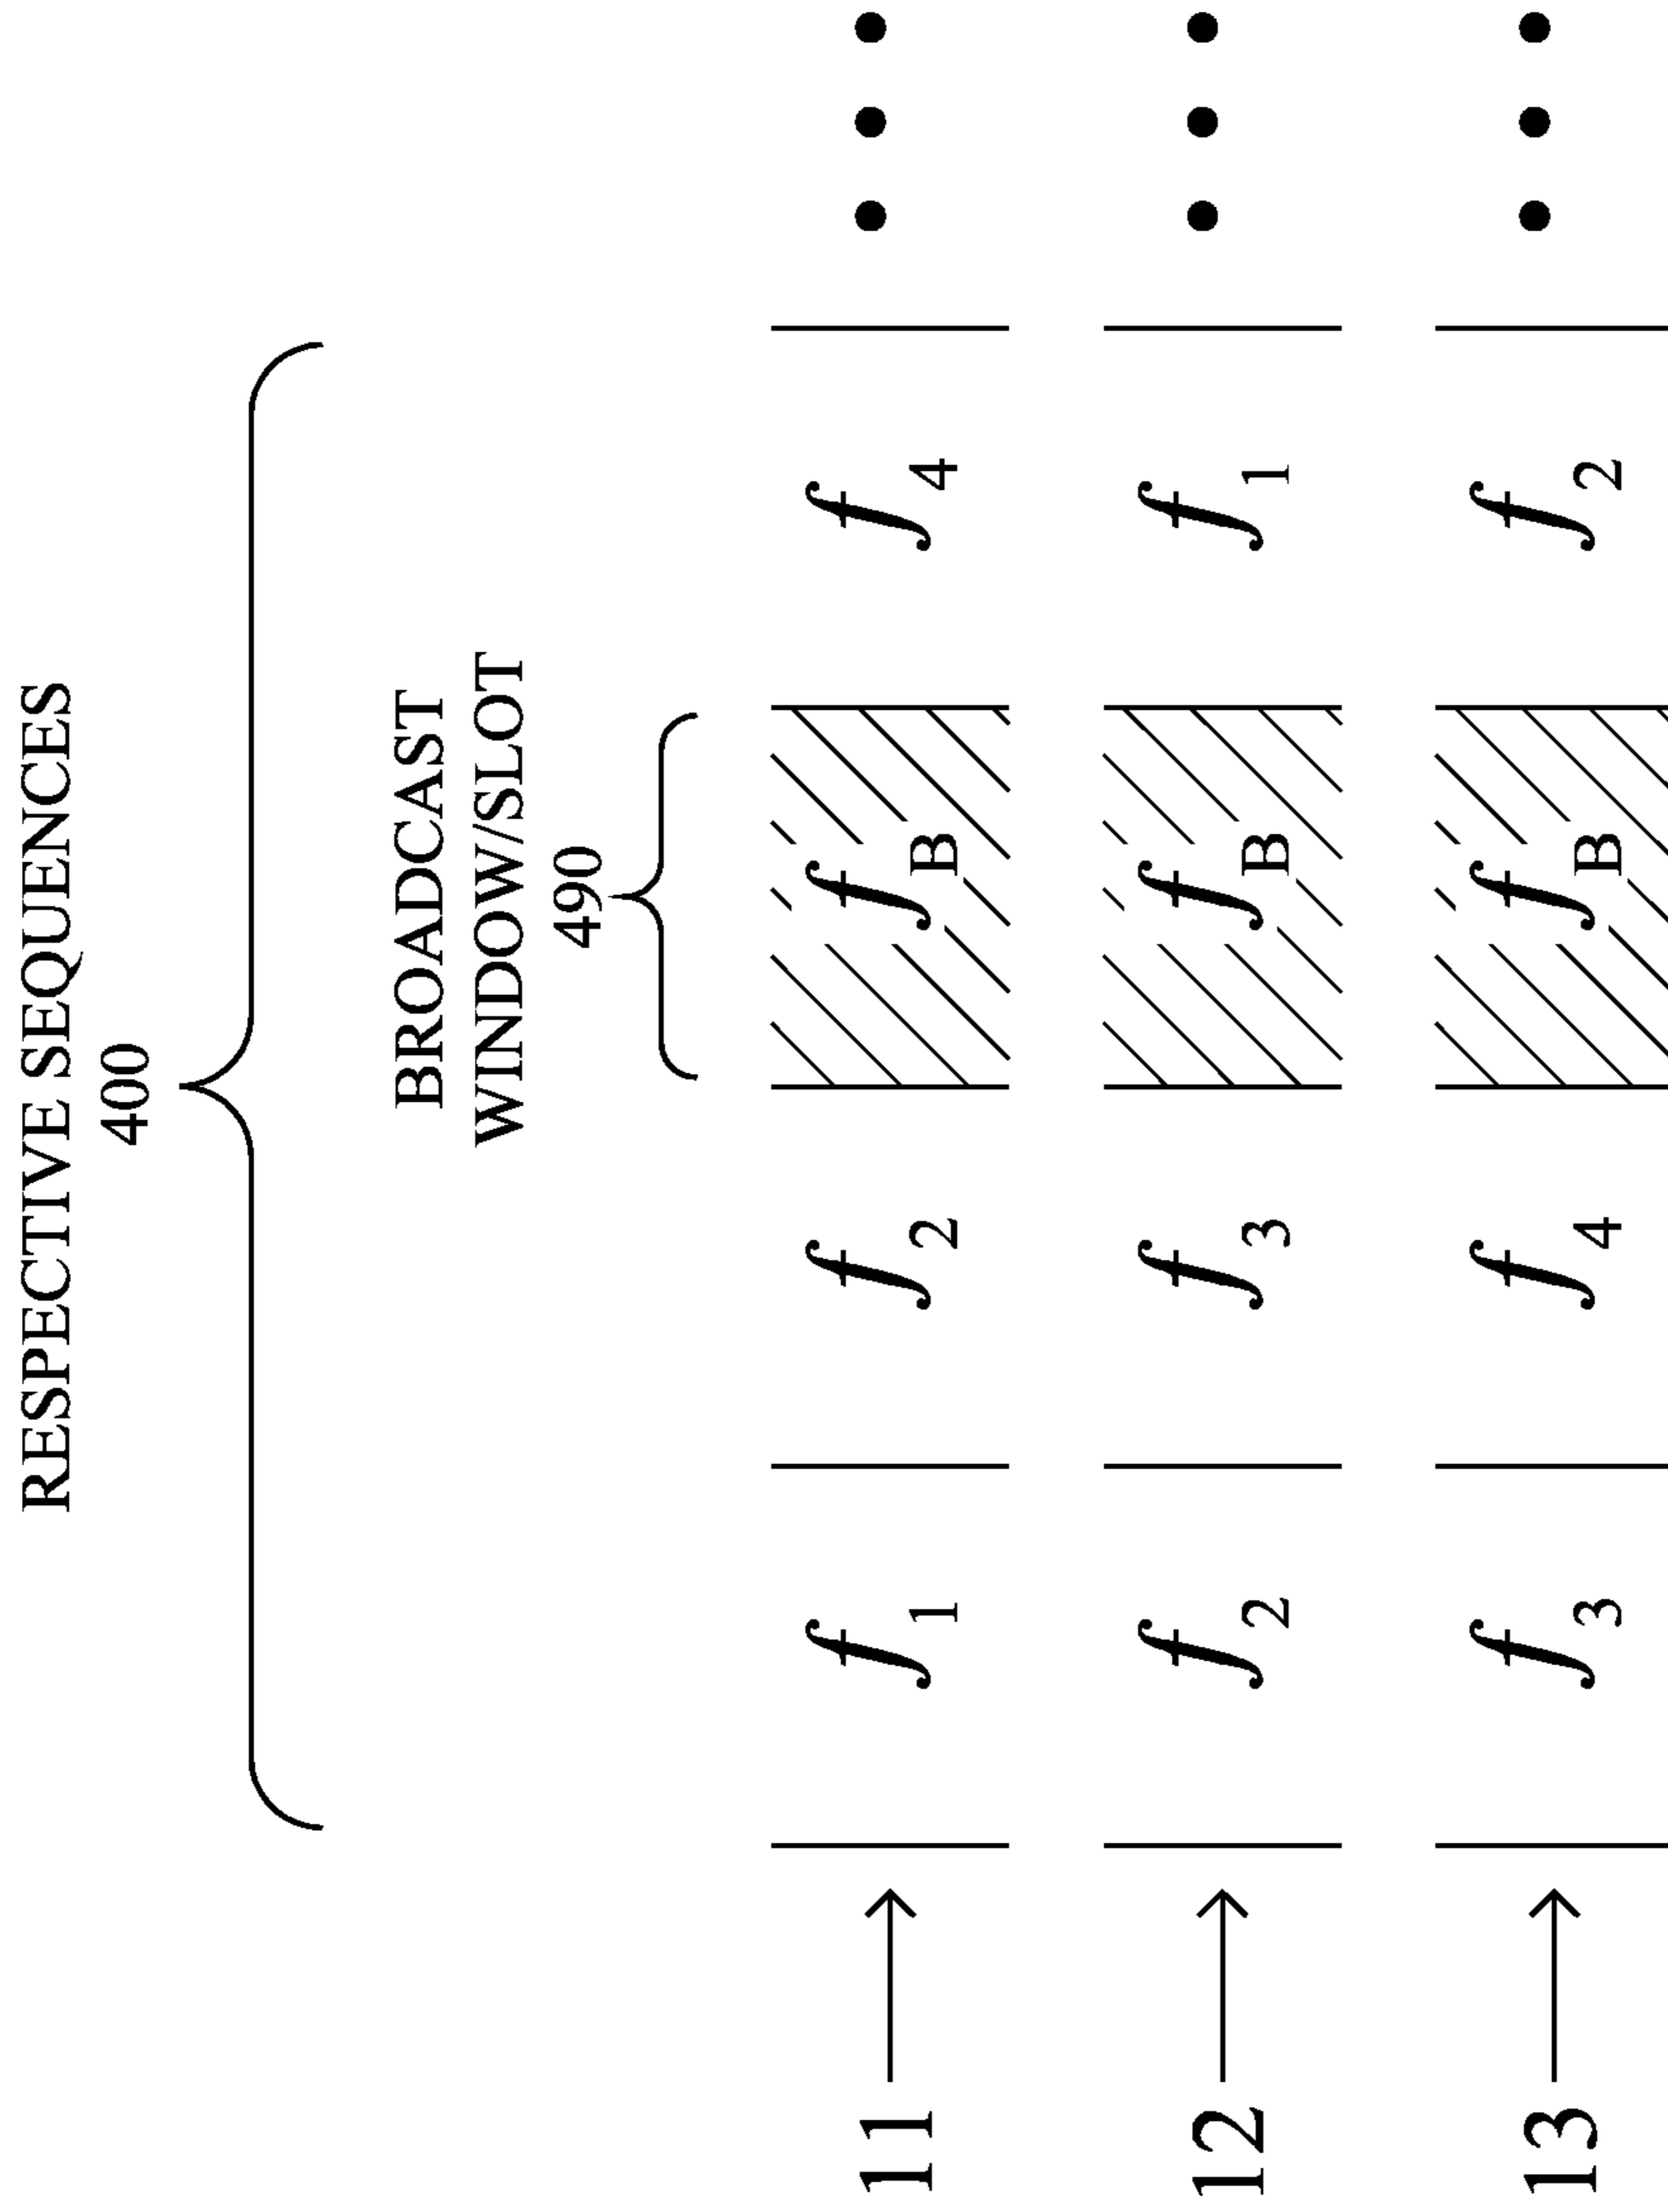 RESPECTIVE SEQUENCES
400
BROADCAST
WINDOW/SLOT
490
11 f1 f2 fB f4
12 f2 f3 fB f1
13 f3 f4 fB f2